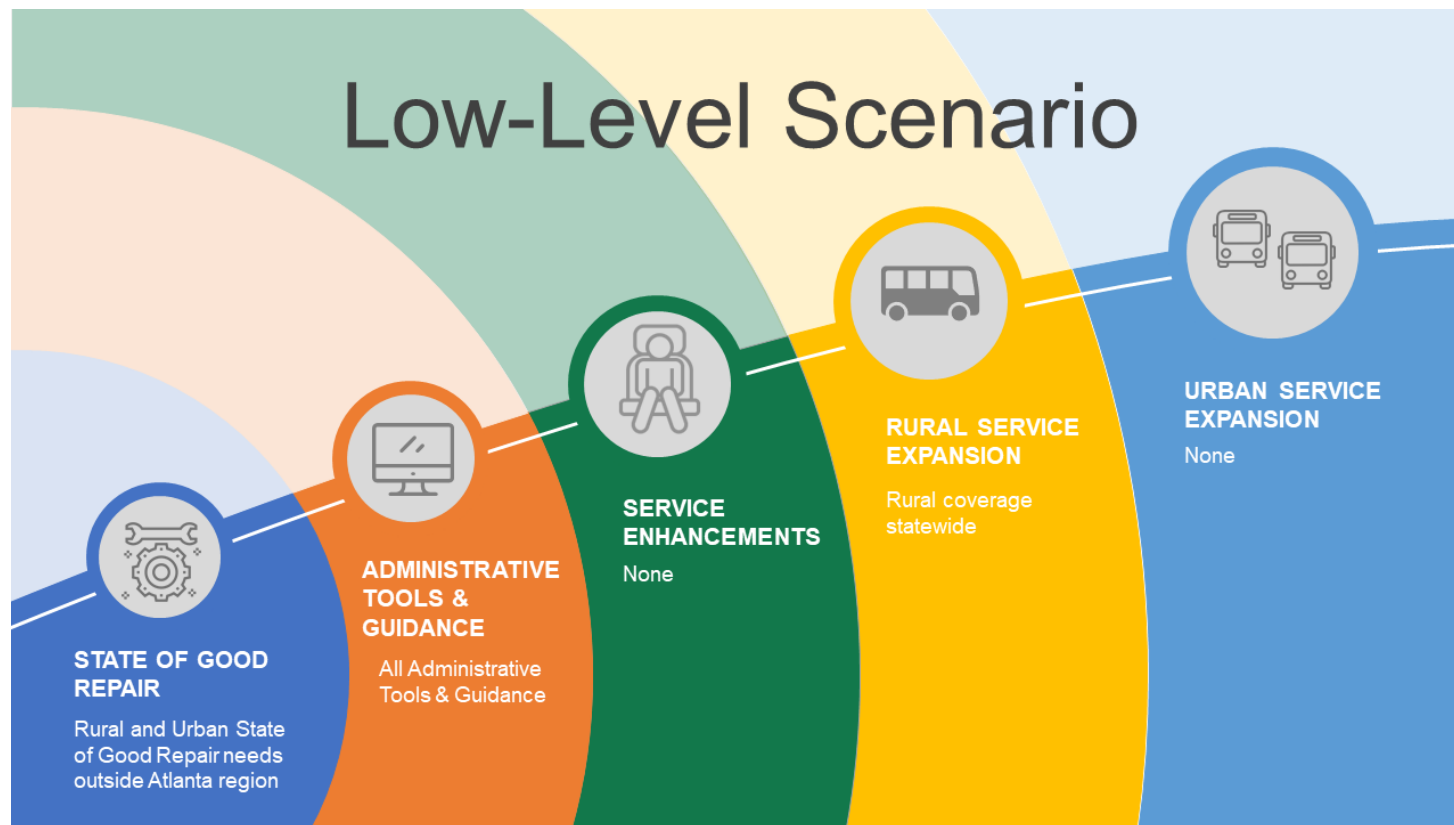 Low-Level Scenario
STATE OF GOOD
REPAIR
Rural and Urban State
of Good Repair needs
outside Atlanta region
ADMINISTRATIVE
TOOLS &
GUIDANCE
All Administrative
Tools & Guidance
SERVICE
ENHANCEMENTS
None
RURAL SERVICE
EXPANSION
Rural coverage
statewide
URBAN SERVICE
EXPANSION
None